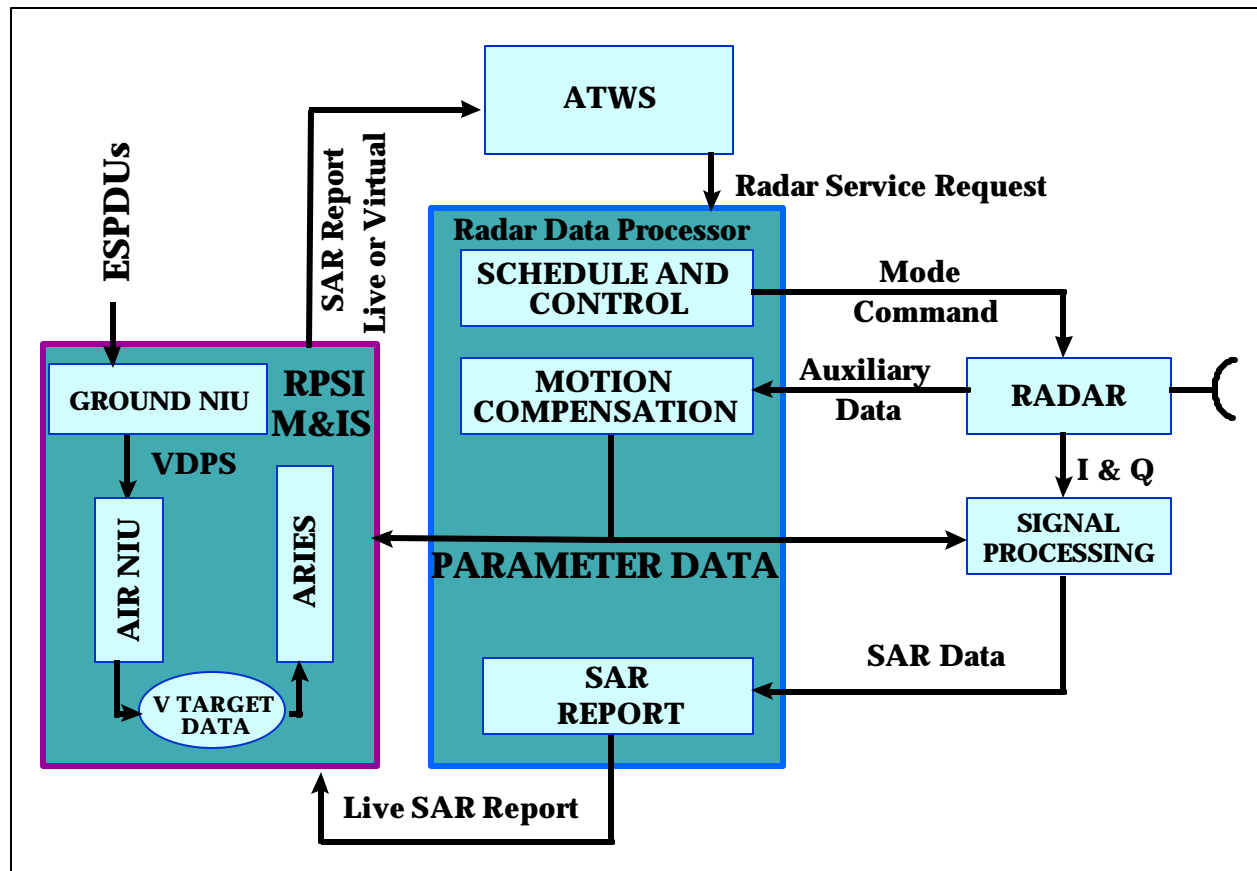 ATWS
ESPDUs
SAR Report
Live or Virtual
Radar Service Request
Radar Data Processor
SCHEDULE AND
CONTROL
Mode
Command
GROUND NIU
RPSI
M&IS
MOTION
COMPENSATION
Auxiliary
Data
RADAR
VDPS
I & Q
AIR NIU
ARIES
SIGNAL
PROCESSING
PARAMETER DATA
V TARGET
DATA
SAR
REPORT
SAR Data
Live SAR Report